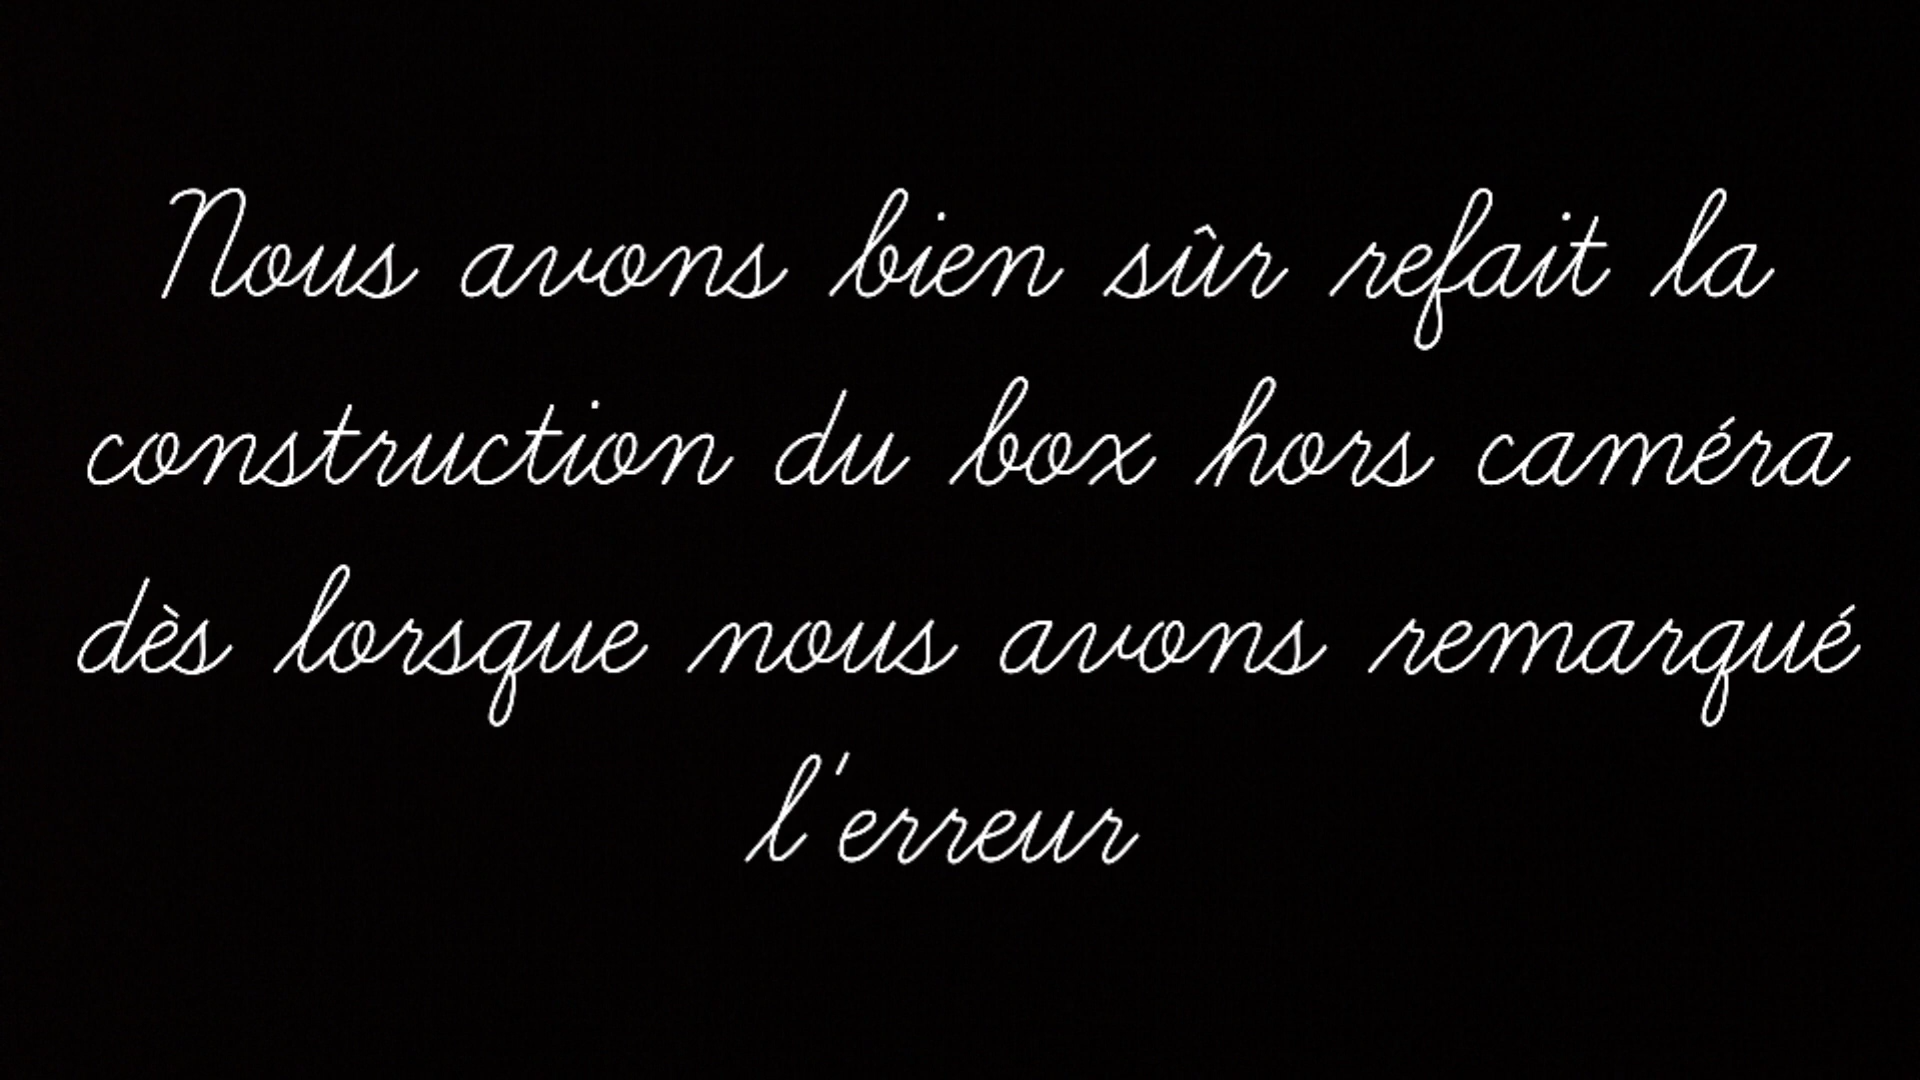 Nous avons bien sûr refait la
construction du box hors caméra
dès lorsque nous avons remarqué
l'erreur